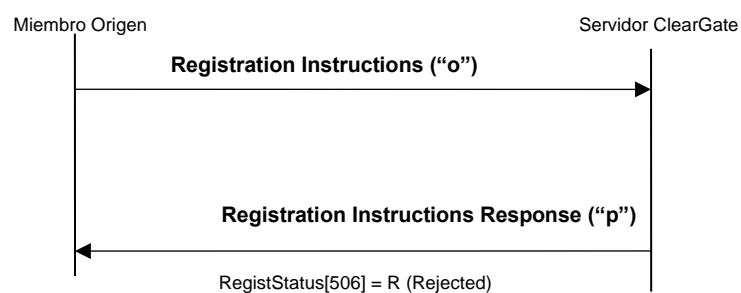 Miembro Origen
Servidor ClearGate
Registration Instructions (“o”)
Registration Instructions Response (“p”)
RegistStatus[506] = R (Rejected)